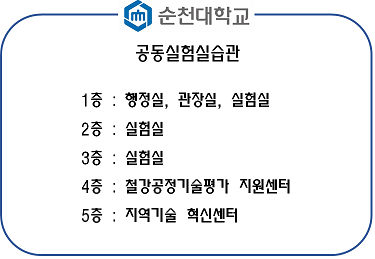 순천대학교
공동실험실습관
1층 : 행정실, 관장실, 실험실
2층 : 실험실
3층 : 실험실
4층 : 철강공정기술평가 지원센터
5층 : 지역기술 혁신센터